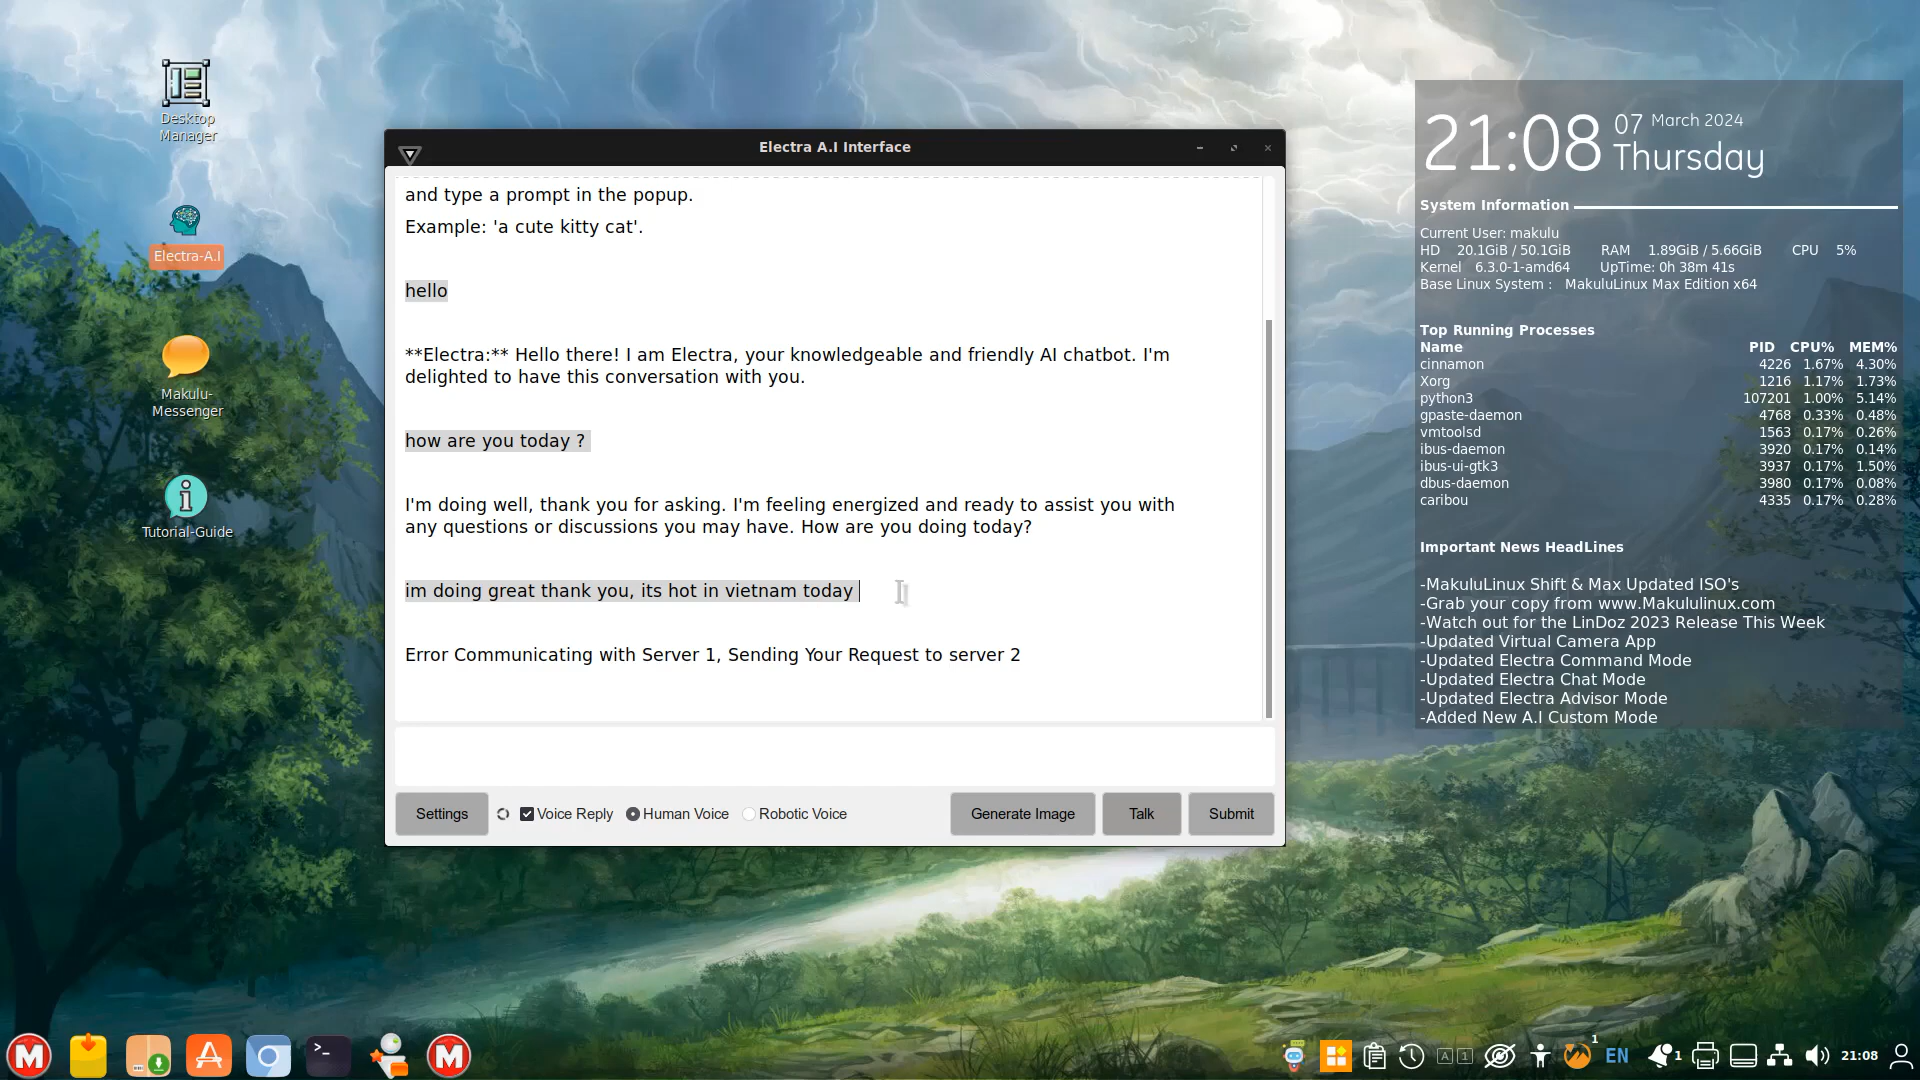 Desktop
Manager
Electra-A.I
Makulu-
Messenger
Tutorial-Guide
Electra A.I Interface
and type a prompt in the popup.
Example: 'a cute kitty cat'.
hello
**Electra:** Hello there! I am Electra, your knowledgeable and friendly AI chatbot. I'm
delighted to have this conversation with you.
how are you today ?
I'm doing well, thank you for asking. I'm feeling energized and ready to assist you with
any questions or discussions you may have. How are you doing today?
im doing great thank you, its hot in vietnam today
Error Communicating with Server 1, Sending Your Request to server 2
Settings Voice Reply Human Voice Robotic Voice Generate Image Talk Submit
21:08 07 March 2024
Thursday
System Information
Current User: makulu
HD 20.1GiB / 50.1GiB RAM 1.89GiB / 5.66GiB CPU 5%
Kernel 6.3.0-1-amd64 UpTime: 0h 38m 41s
Base Linux System : MakuluLinux Max Edition x64
Top Running Processes
Name PID CPU% MEM%
cinnamon 4226 1.67% 4.30%
Xorg 1216 1.17% 1.73%
python3 107201 1.00% 5.14%
gpaste-daemon 4768 0.33% 0.48%
vmtoolsd 1563 0.17% 0.26%
ibus-daemon 3920 0.17% 0.14%
ibus-ui-gtk3 3937 0.17% 1.50%
dbus-daemon 3980 0.17% 0.08%
caribou 4335 0.17% 0.28%
Important News HeadLines
-MakuluLinux Shift & Max Updated ISO's
-Grab your copy from www.Makululinux.com
-Watch out for the LinDoz 2023 Release This Week
-Updated Virtual Camera App
-Updated Electra Command Mode
-Updated Electra Chat Mode
-Updated Electra Advisor Mode
-Added New A.I Custom Mode
M >_ M A 1 1 EN 1 21:08